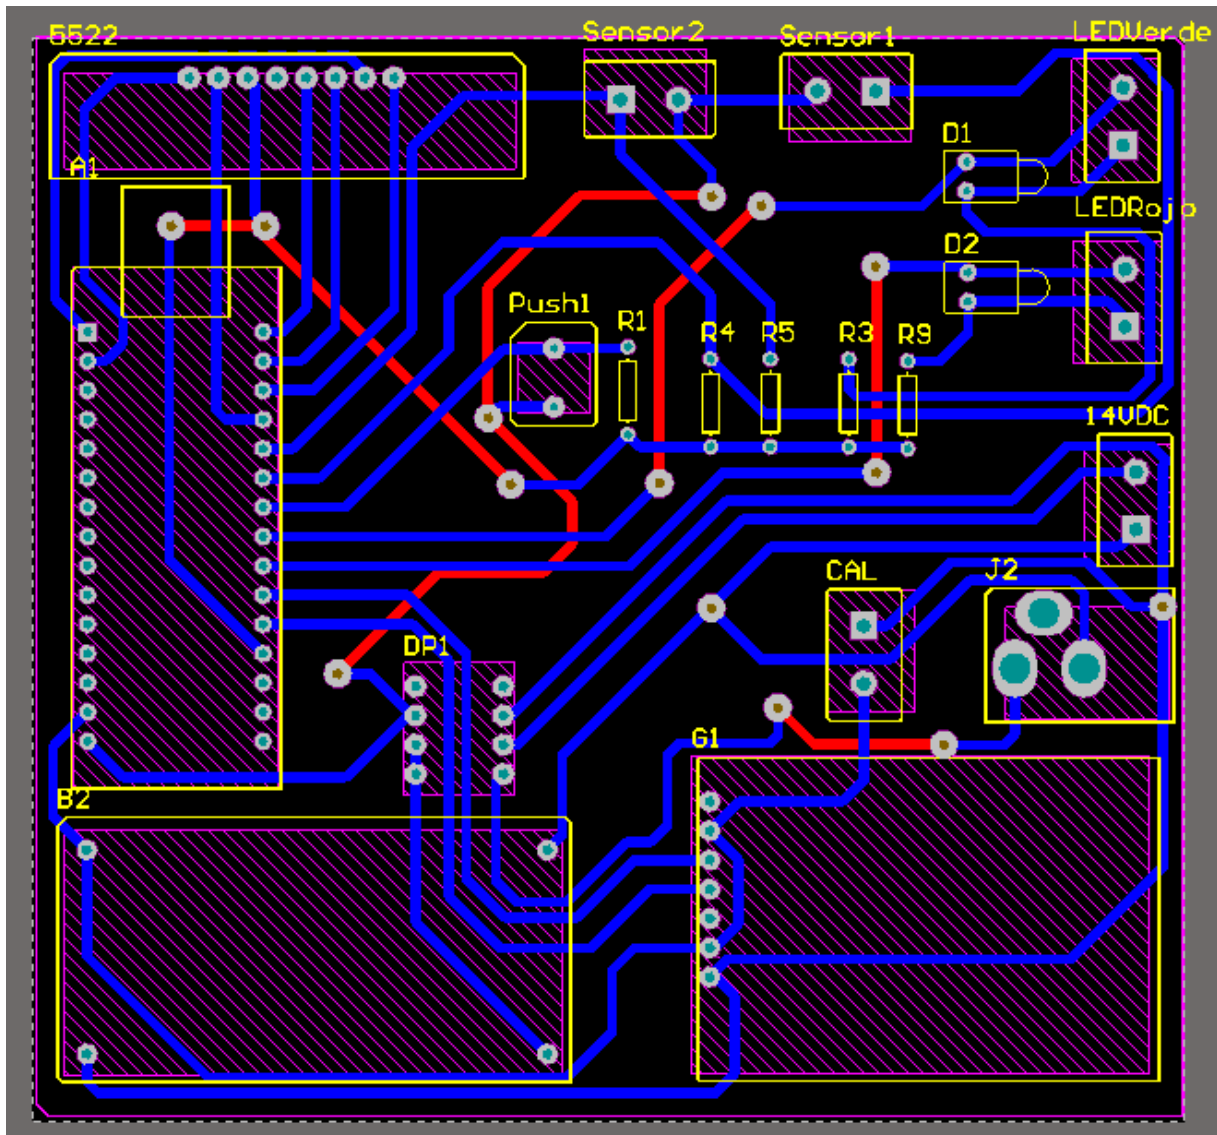 5522
Sensor2
Sensor1
LEDVerde
D1
A1
LEDRojo
D2
Push1
R1
R4
R5
R3
R9
14VDC
CAL
J2
DP1
G1
B2